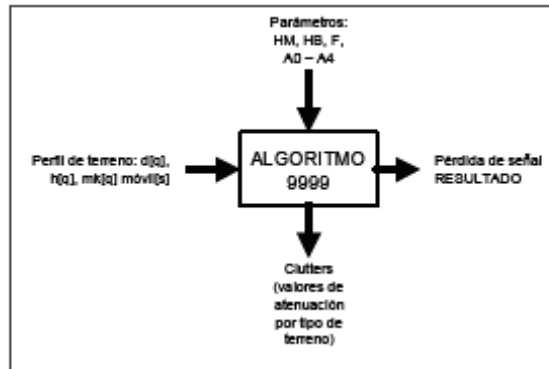 Parámetros:
HM, HB, F,
A0 – A4
Perfil de terreno: d[q],
h[q], mk[q] móvil[s]
ALGORITMO
9999
Pérdida de señal
RESULTADO
Clutters
(valores de
atenuación
por tipo de
terreno)